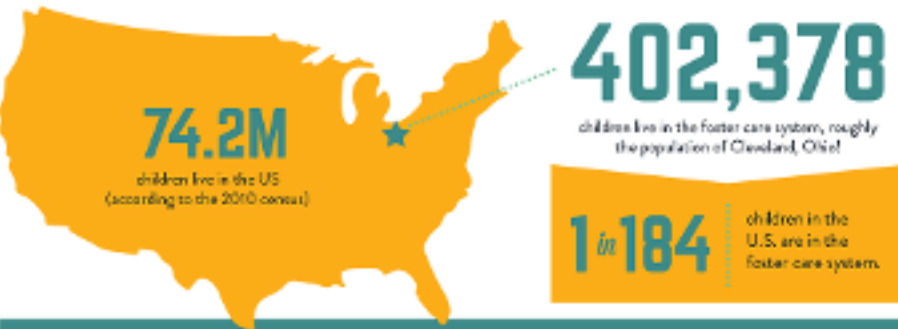 74.2M
children live in the US
(according to the 2010 census)
402,378
children live in the foster care system, roughly
the population of Cleveland, Ohio!
1 in 184
children in the
U.S. are in the
foster care system.